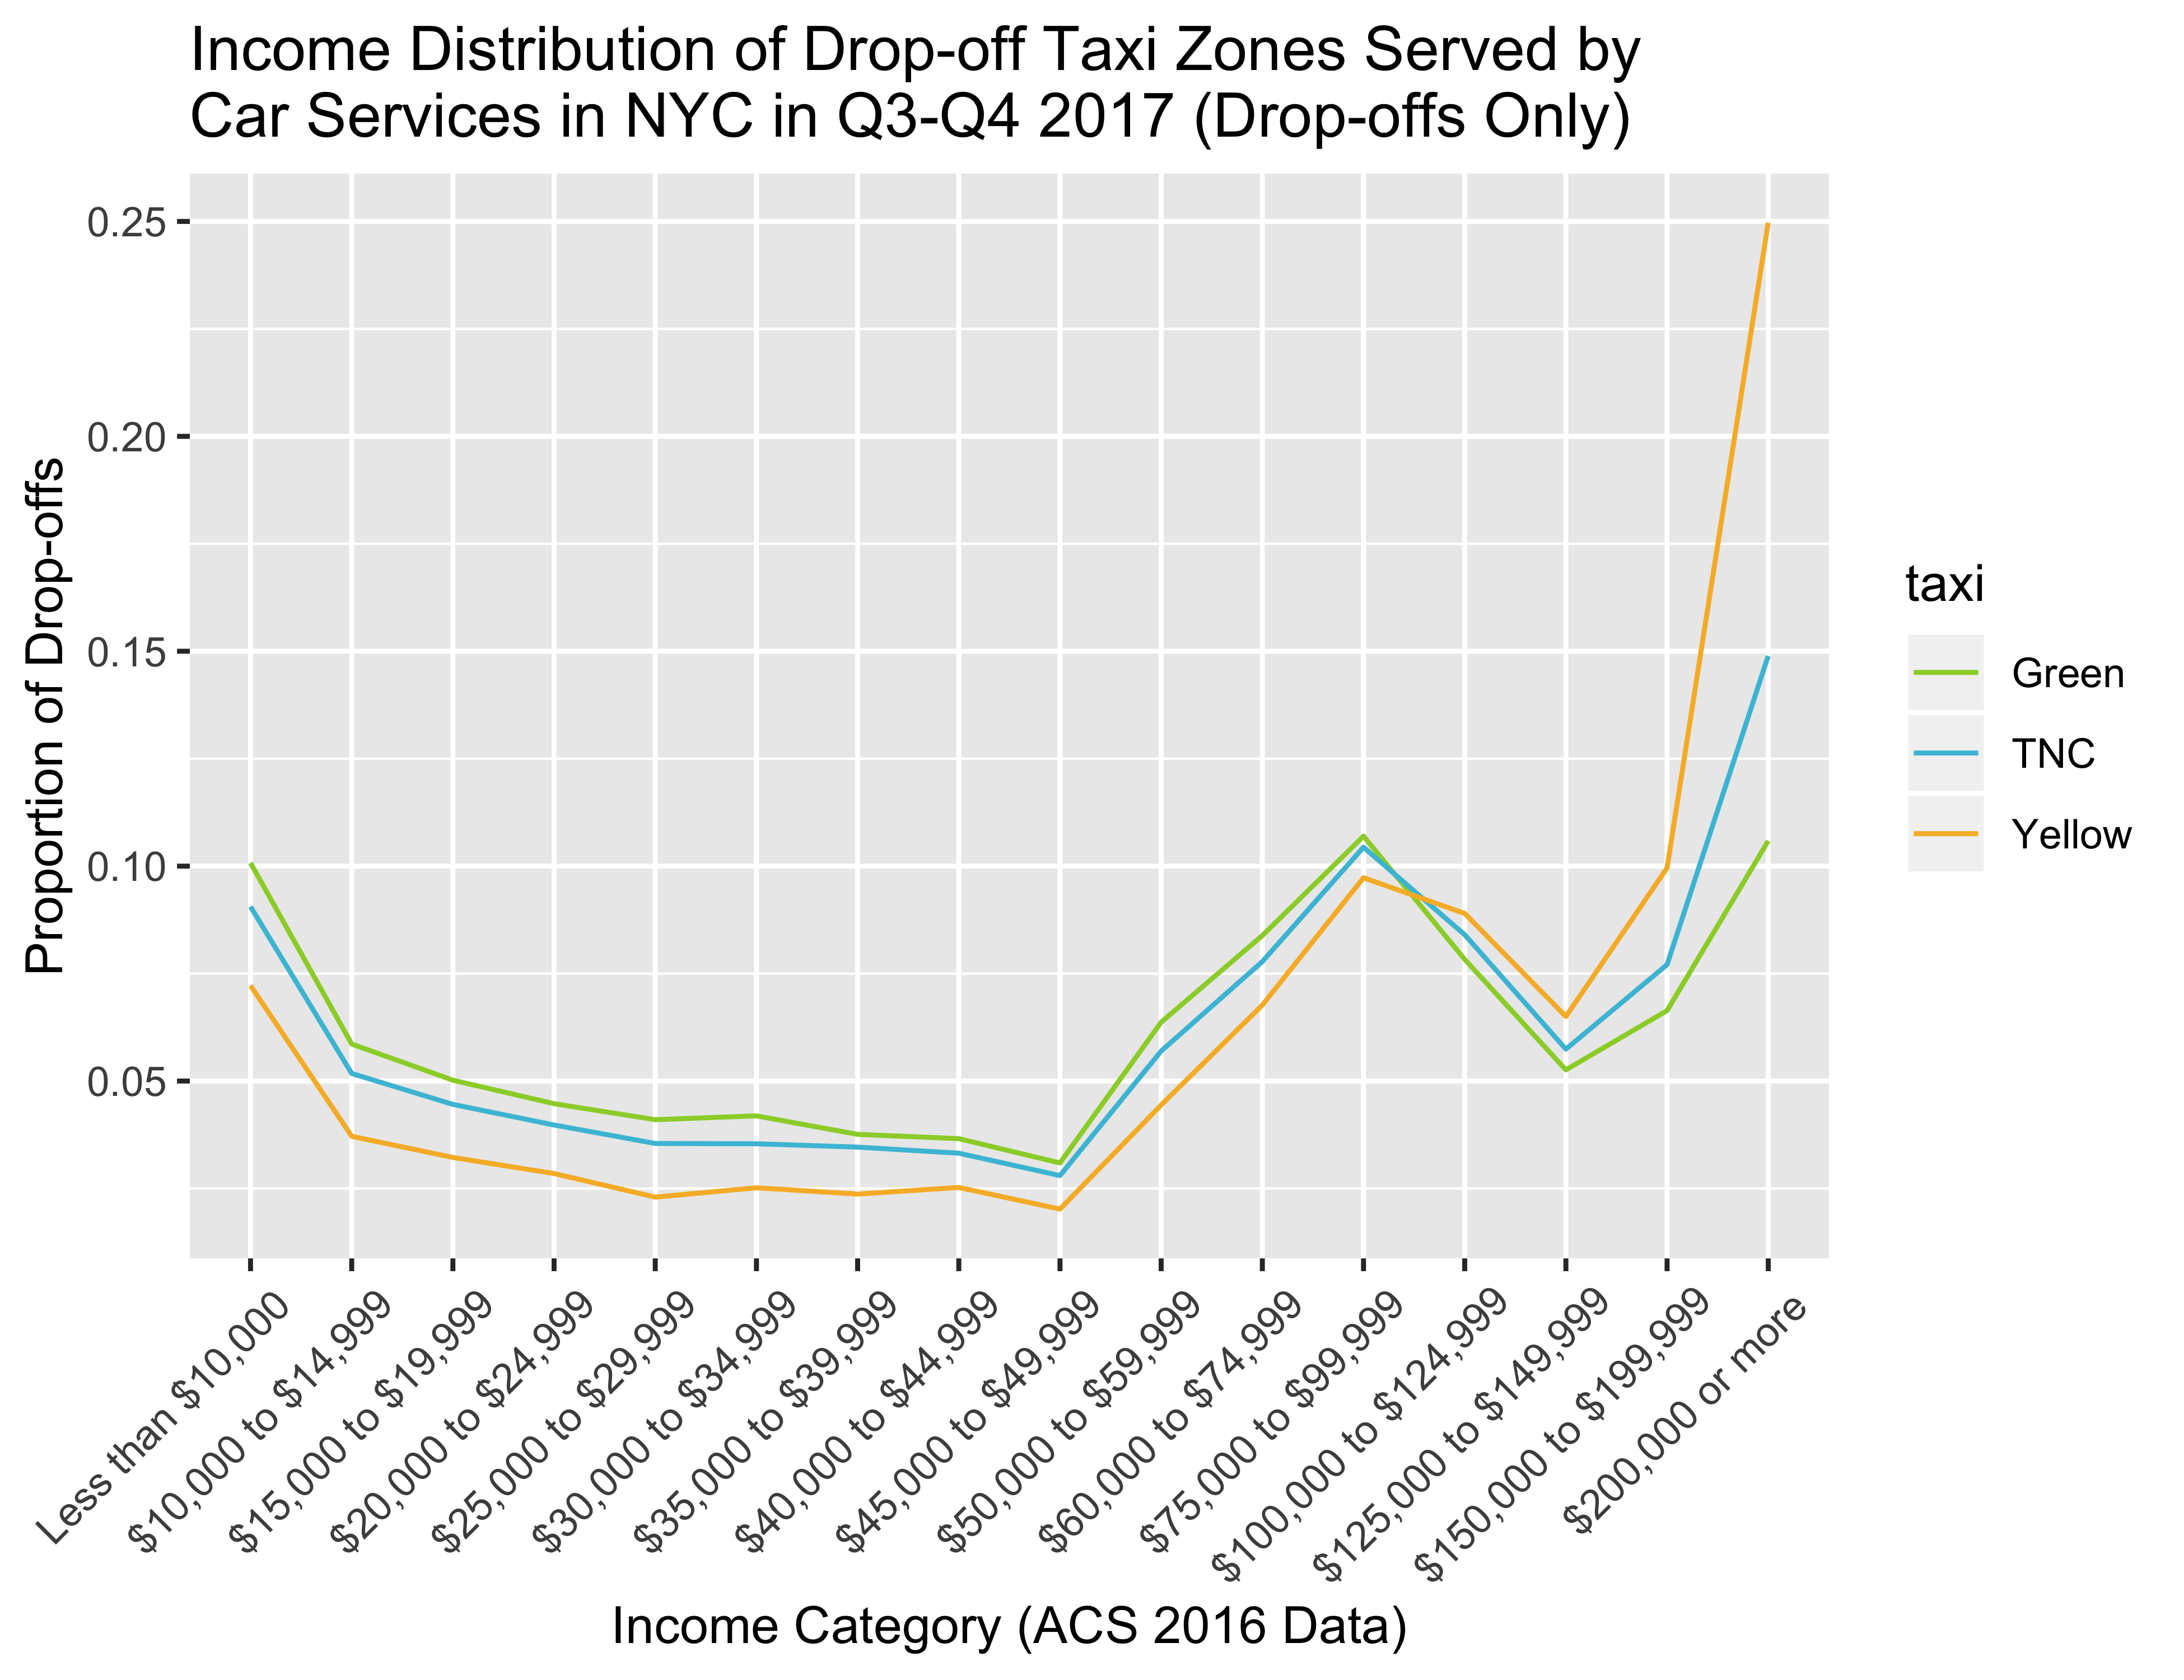 Income Distribution of Drop-off Taxi Zones Served by
Car Services in NYC in Q3-Q4 2017 (Drop-offs Only)
Proportion of Drop-offs
0.25
0.20
0.15
0.10
0.05
taxi
Green
TNC
Yellow
Less than $10,000
$10,000 to $14,999
$15,000 to $19,999
$20,000 to $24,999
$25,000 to $29,999
$30,000 to $34,999
$35,000 to $39,999
$40,000 to $44,999
$45,000 to $49,999
$50,000 to $59,999
$60,000 to $74,999
$75,000 to $99,999
$100,000 to $124,999
$125,000 to $149,999
$150,000 to $199,999
$200,000 or more
Income Category (ACS 2016 Data)